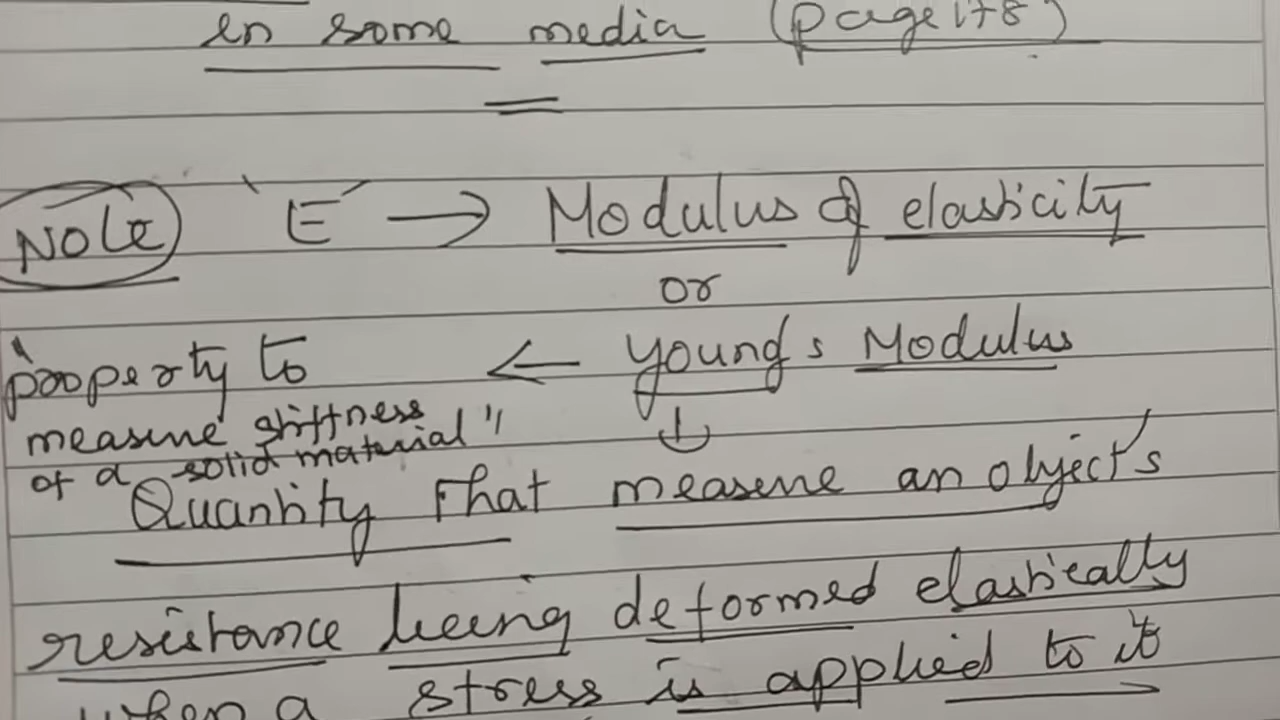 in some media (page 178)
Note 'E' → Modulus of elasticity
or
property to ← Young's Modulus
measure stiffness
of a solid material"
Quantity that measure an object's
resistance being deformed elastically
when a stress is applied to it